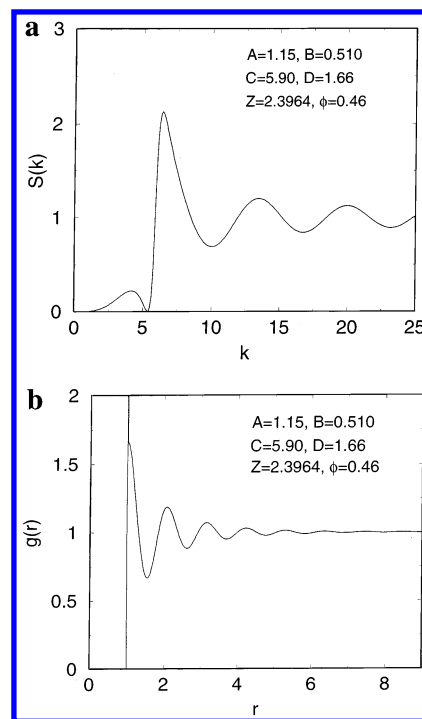 a
3
2
1
0
S(k)
A=1.15, B=0.510
C=5.90, D=1.66
Z=2.3964, ϕ=0.46
0 5 10 15 20 25
k
b
2
1.5
1
0.5
0
g(r)
A=1.15, B=0.510
C=5.90, D=1.66
Z=2.3964, ϕ=0.46
0 2 4 6 8
r